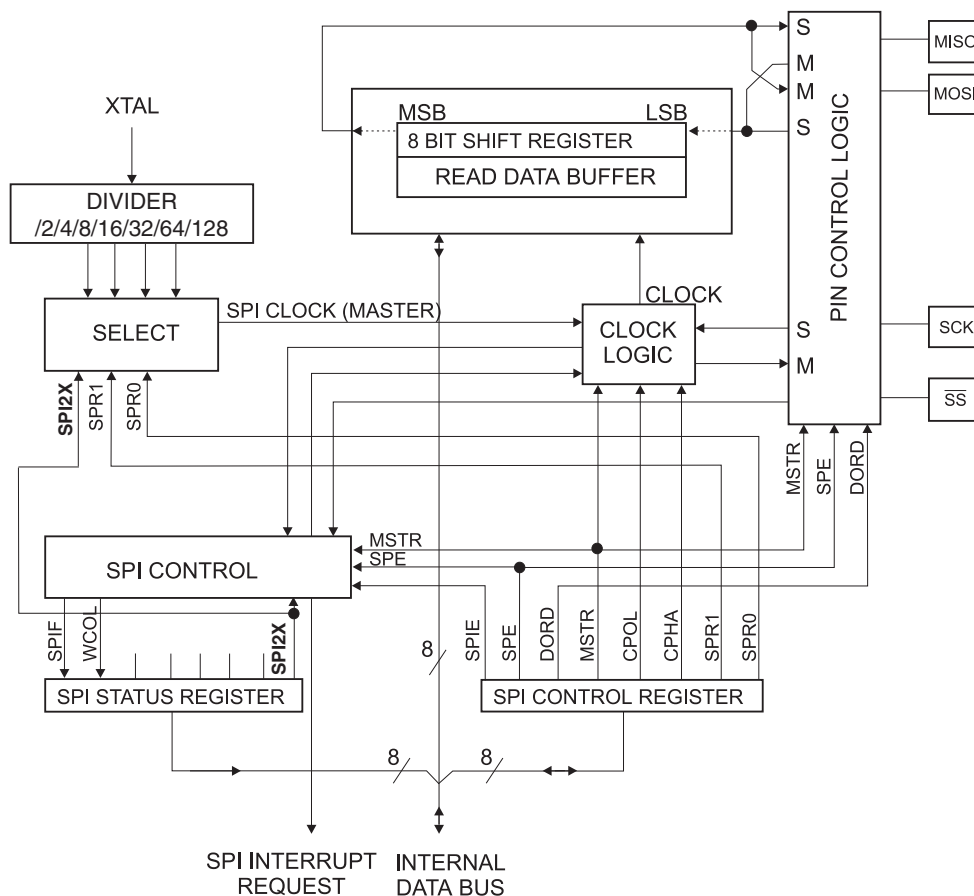 S
MISO
M
MOSI
M
S
PIN CONTROL LOGIC
MSB
LSB
8 BIT SHIFT REGISTER
READ DATA BUFFER
XTAL
DIVIDER
/2/4/8/16/32/64/128
SPI CLOCK (MASTER)
CLOCK
SELECT
CLOCK
LOGIC
S
M
SCK
SS
SPI2X
SPR1
SPR0
MSTR
SPE
DORD
MSTR
SPE
SPI CONTROL
SPIF
WCOL
SPI2X
8
SPIE
SPE
DORD
MSTR
CPOL
CPHA
SPR1
SPR0
SPI STATUS REGISTER
SPI CONTROL REGISTER
8
8
SPI INTERRUPT
REQUEST
INTERNAL
DATA BUS